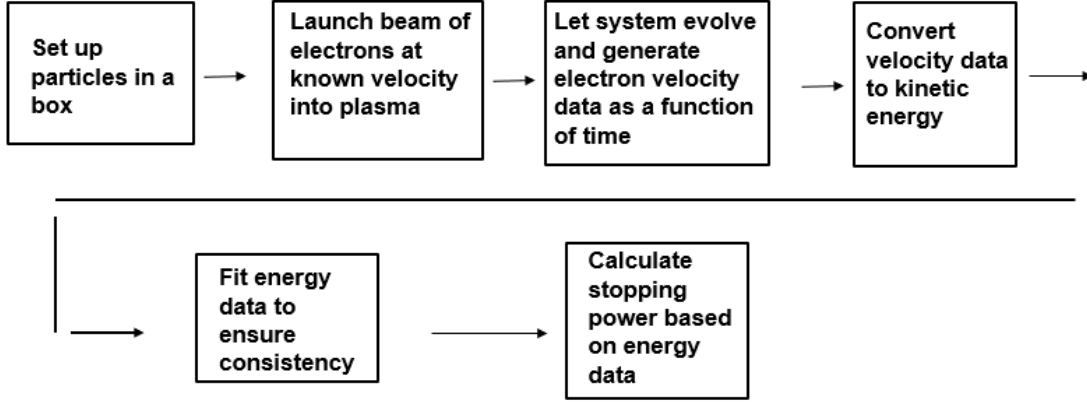 Set up
particles in a
box
Launch beam of
electrons at
known velocity
into plasma
Let system evolve
and generate
electron velocity
data as a function
of time
Convert
velocity data
to kinetic
energy
Fit energy
data to
ensure
consistency
Calculate
stopping
power based
on energy
data